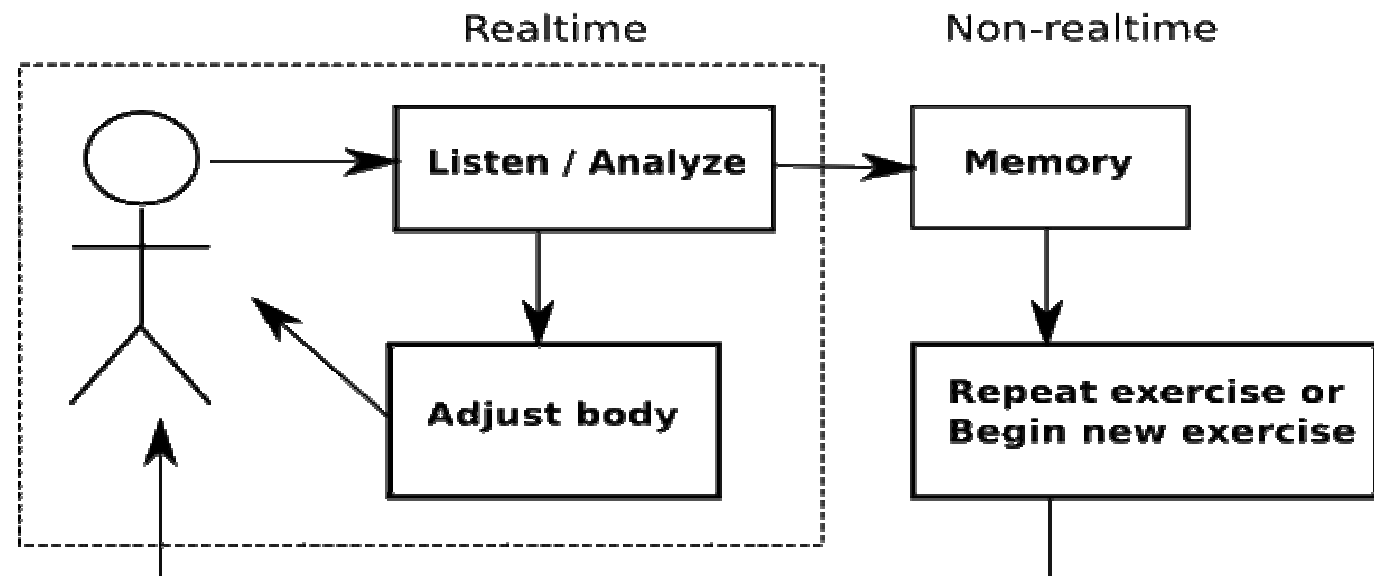 Realtime
Non-realtime
Listen / Analyze
Memory
Adjust body
Repeat exercise or
Begin new exercise